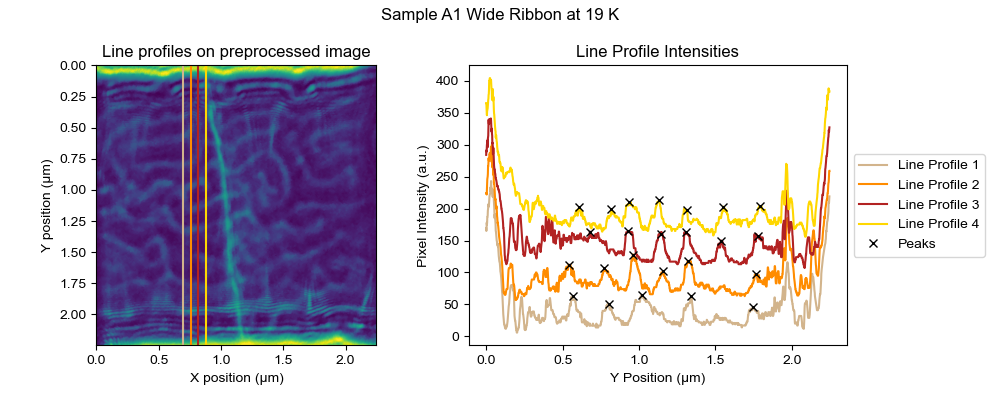 Sample A1 Wide Ribbon at 19 K
Line profiles on preprocessed image
0.00
0.25
0.50
0.75
1.00
1.25
1.50
1.75
2.00
Y position (μm)
0.0
0.5
1.0
1.5
2.0
X position (μm)
Line Profile Intensities
400
350
300
250
200
150
100
50
0
Pixel Intensity (a.u.)
0.0
0.5
1.0
1.5
2.0
Y Position (μm)
Line Profile 1
Line Profile 2
Line Profile 3
Line Profile 4
Peaks